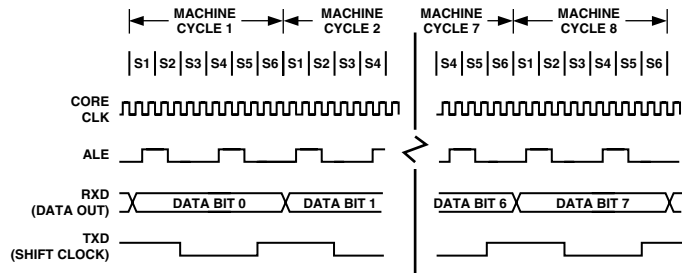 MACHINE CYCLE 1
MACHINE CYCLE 2
MACHINE CYCLE 7
MACHINE CYCLE 8
S1 S2 S3 S4 S5 S6 S1 S2 S3 S4
S4 S5 S6 S1 S2 S3 S4 S5 S6
CORE CLK
ALE
RXD (DATA OUT)
DATA BIT 0
DATA BIT 1
DATA BIT 6
DATA BIT 7
TXD (SHIFT CLOCK)